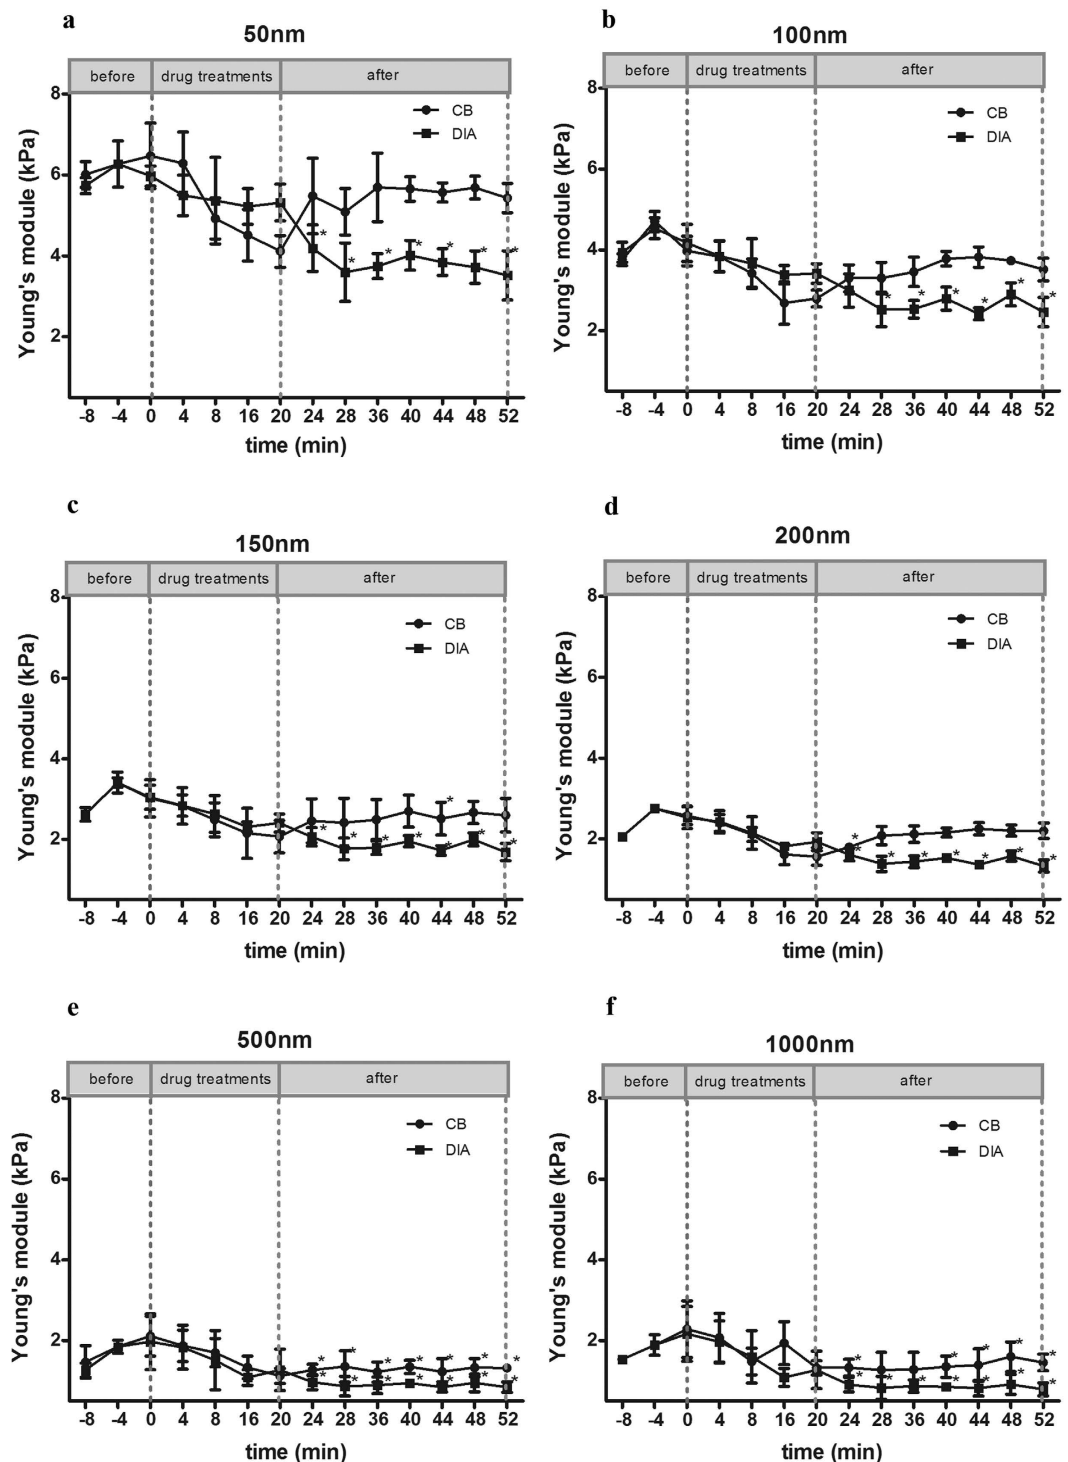 a
50nm
before drug treatments after
8
CB
DIA
6
4
2
Young's module (kPa)
* * * * * * * *
-8 -4 0 4 8 16 20 24 28 36 40 44 48 52
time (min)
b
100nm
before drug treatments after
8
CB
DIA
6
4
2
Young's module (kPa)
* * * * * * *
-8 -4 0 4 8 16 20 24 28 36 40 44 48 52
time (min)
c
150nm
before drug treatments after
8
CB
DIA
6
4
2
Young's module (kPa)
*
* * * * * * *
-8 -4 0 4 8 16 20 24 28 36 40 44 48 52
time (min)
d
200nm
before drug treatments after
8
CB
DIA
6
4
2
Young's module (kPa)
*
* * * * * * * *
-8 -4 0 4 8 16 20 24 28 36 40 44 48 52
time (min)
e
500nm
before drug treatments after
8
CB
DIA
6
4
2
Young's module (kPa)
* * * * * * * *
* * * * * * * *
-8 -4 0 4 8 16 20 24 28 36 40 44 48 52
time (min)
f
1000nm
before drug treatments after
8
CB
DIA
6
4
2
Young's module (kPa)
* * * * *
* * * * * * * *
-8 -4 0 4 8 16 20 24 28 36 40 44 48 52
time (min)